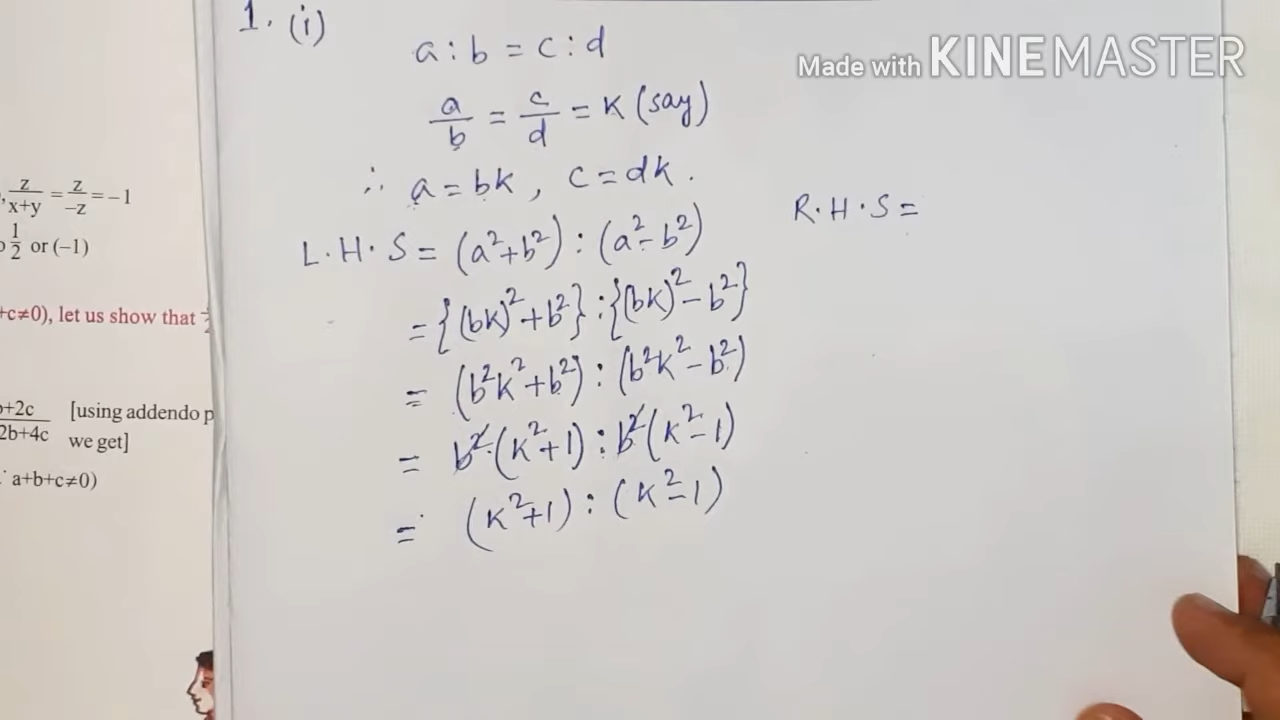 1. (i)
a : b = c : d
Made with KINEMASTER
a/b = c/d = K (say)
∴ a = bK, c = dK.
R.H.S =
L.H.S = (a²+b²) : (a²-b²)
= {(bK)²+b²} : {(bK)²-b²}
= (b²K²+b²) : (b²K²-b²)
= b²·(K²+1) : b²(K²-1)
= (K²+1) : (K²-1)
, z/x+y = z/-z = -1
1/2 or (-1)
+c≠0), let us show that
b+2c/2b+4c [using addendo p
we get]
∵ a+b+c≠0)